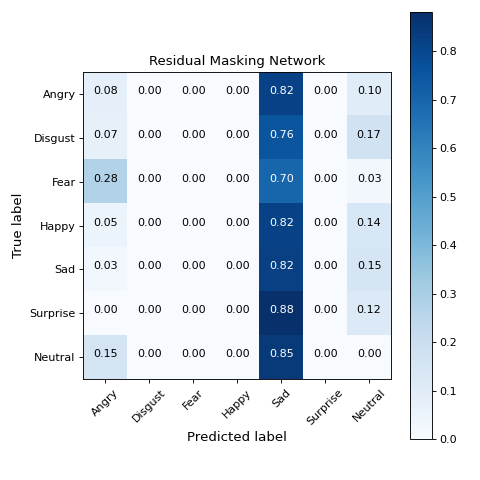 Residual Masking Network
Angry 0.08 0.00 0.00 0.00 0.82 0.00 0.10
Disgust 0.07 0.00 0.00 0.00 0.76 0.00 0.17
Fear 0.28 0.00 0.00 0.00 0.70 0.00 0.03
Happy 0.05 0.00 0.00 0.00 0.82 0.00 0.14
Sad 0.03 0.00 0.00 0.00 0.82 0.00 0.15
Surprise 0.00 0.00 0.00 0.00 0.88 0.00 0.12
Neutral 0.15 0.00 0.00 0.00 0.85 0.00 0.00
True label
Angry Disgust Fear Happy Sad Surprise Neutral
Predicted label
0.8
0.7
0.6
0.5
0.4
0.3
0.2
0.1
0.0